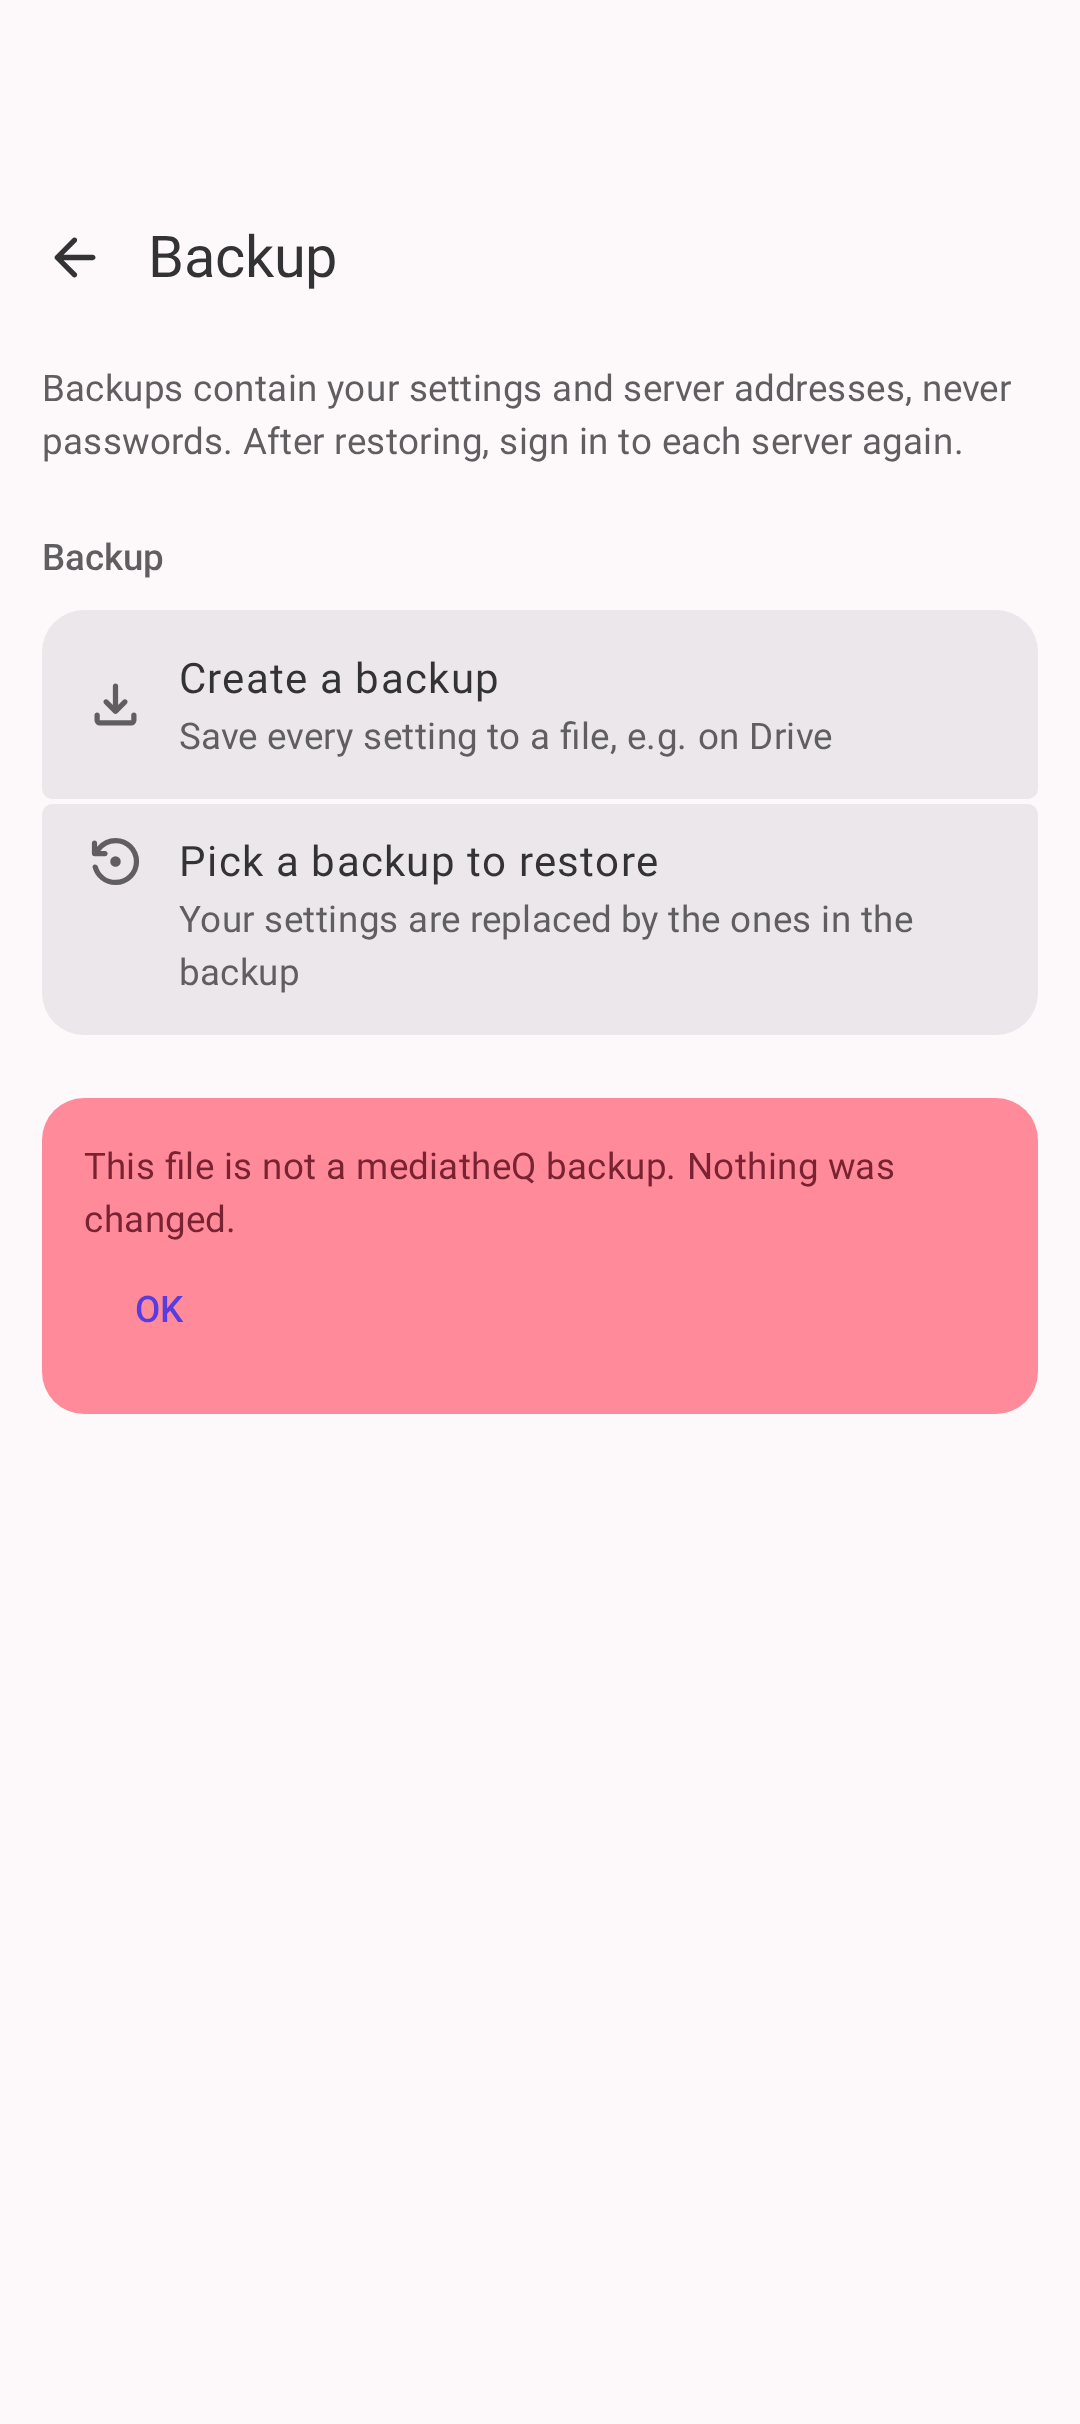 Backup
Backups contain your settings and server addresses, never
passwords. After restoring, sign in to each server again.
Backup
Create a backup
Save every setting to a file, e.g. on Drive
Pick a backup to restore
Your settings are replaced by the ones in the
backup
This file is not a mediatheQ backup. Nothing was
changed.
OK